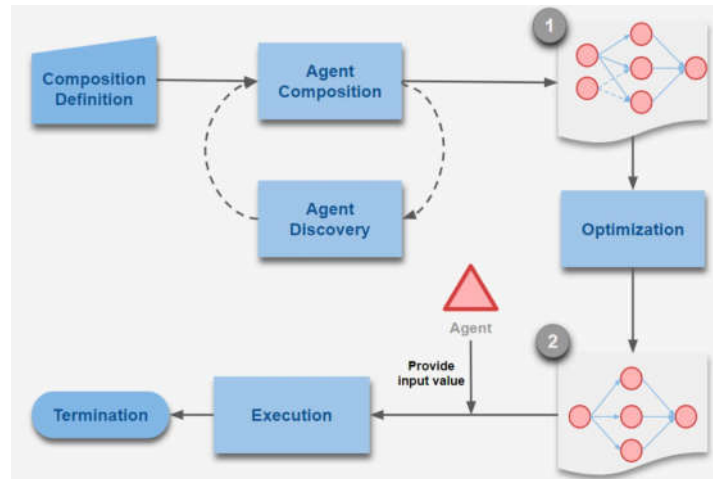 1
Composition
Definition
Agent
Composition
Agent
Discovery
Optimization
Agent
2
Provide
input value
Termination
Execution